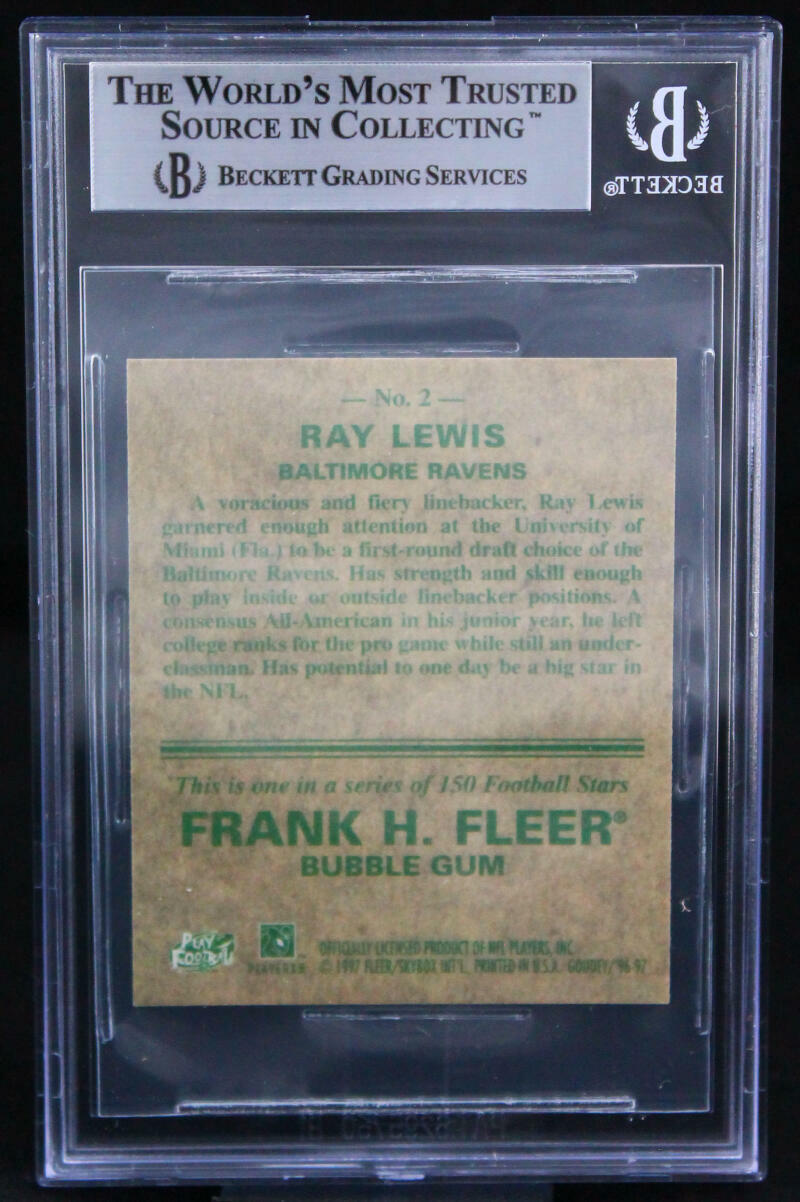 THE WORLD'S MOST TRUSTED
SOURCE IN COLLECTING™
B BECKETT GRADING SERVICES
B
BECKETT®
— No. 2 —
RAY LEWIS
BALTIMORE RAVENS
A voracious and fiery linebacker, Ray Lewis
garnered enough attention at the University of
Miami (Fla.) to be a first-round draft choice of the
Baltimore Ravens. Has strength and skill enough
to play inside or outside linebacker positions. A
consensus All-American in his junior year, he left
college ranks for the pro game while still an under-
classman. Has potential to one day be a big star in
the NFL.
This is one in a series of 150 Football Stars
FRANK H. FLEER®
BUBBLE GUM
PLAY FOOTBALL
PLAYERS
OFFICIALLY LICENSED PRODUCT OF NFL PLAYERS, INC.
© 1997 FLEER/SKYBOX INT'L. PRINTED IN U.S.A. GOUDEY/'96-97